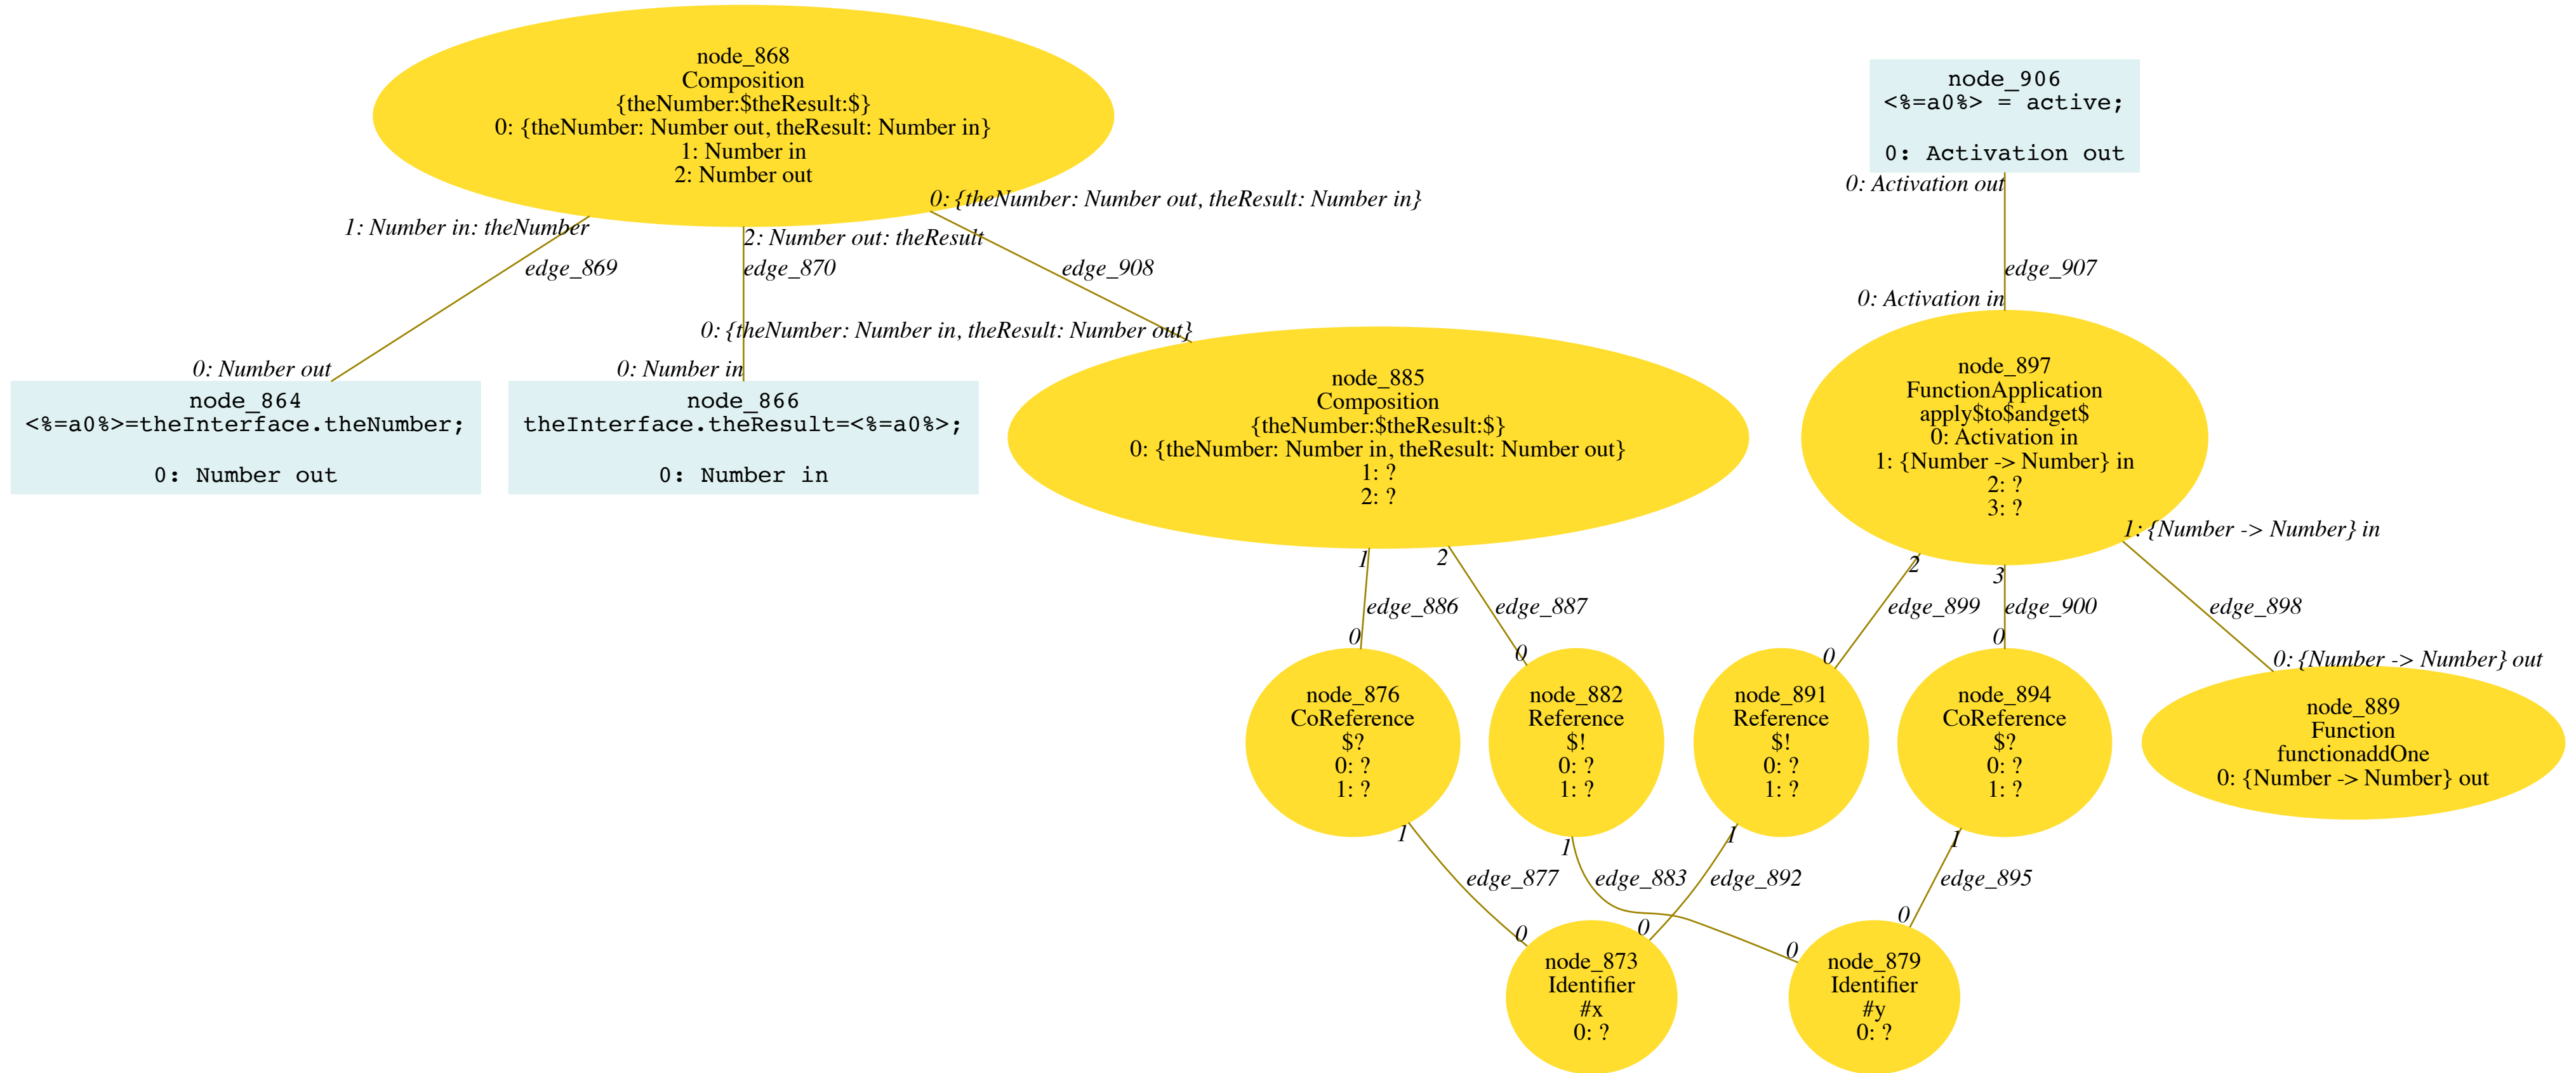 node_868
Composition
{theNumber:$theResult:$}
0: {theNumber: Number out, theResult: Number in}
1: Number in
2: Number out
node_906
<%=a0%> = active;
0: Activation out
0: Activation out
0: {theNumber: Number out, theResult: Number in}
1: Number in: theNumber
2: Number out: theResult
edge_869
edge_870
edge_908
edge_907
0: Activation in
0: {theNumber: Number in, theResult: Number out}
0: Number out
0: Number in
node_864
<%=a0%>=theInterface.theNumber;
0: Number out
node_866
theInterface.theResult=<%=a0%>;
0: Number in
node_885
Composition
{theNumber:$theResult:$}
0: {theNumber: Number in, theResult: Number out}
1: ?
2: ?
node_897
FunctionApplication
apply$to$andget$
0: Activation in
1: {Number -> Number} in
2: ?
3: ?
1: {Number -> Number} in
1
2
2
3
edge_886
edge_887
edge_899
edge_900
edge_898
0
0
0
0
0: {Number -> Number} out
node_876
CoReference
$?
0: ?
1: ?
node_882
Reference
$!
0: ?
1: ?
node_891
Reference
$!
0: ?
1: ?
node_894
CoReference
$?
0: ?
1: ?
node_889
Function
functionaddOne
0: {Number -> Number} out
1
1
1
1
edge_877
edge_883
edge_892
edge_895
0
0
0
0
node_873
Identifier
#x
0: ?
node_879
Identifier
#y
0: ?